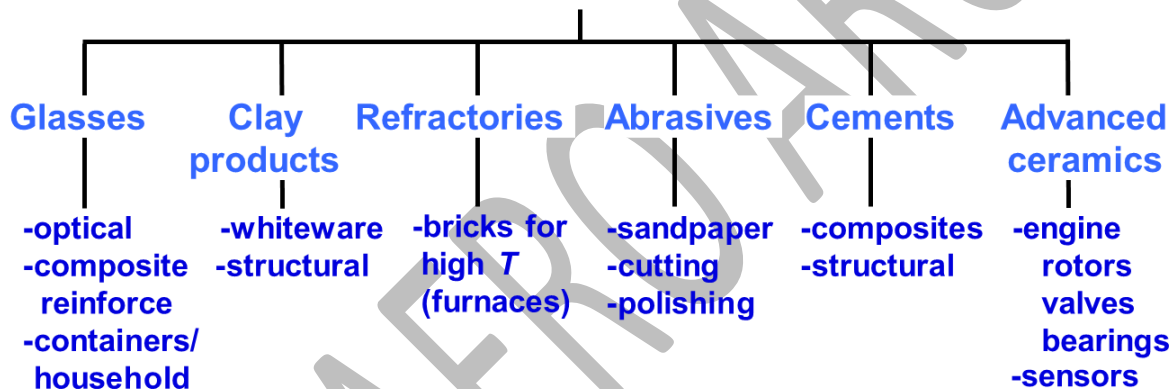 Glasses
Clay
products
Refractories
Abrasives
Cements
Advanced
ceramics
-optical
-composite
reinforce
-containers/
household
-whiteware
-structural
-bricks for
high T
(furnaces)
-sandpaper
-cutting
-polishing
-composites
-structural
-engine
rotors
valves
bearings
-sensors